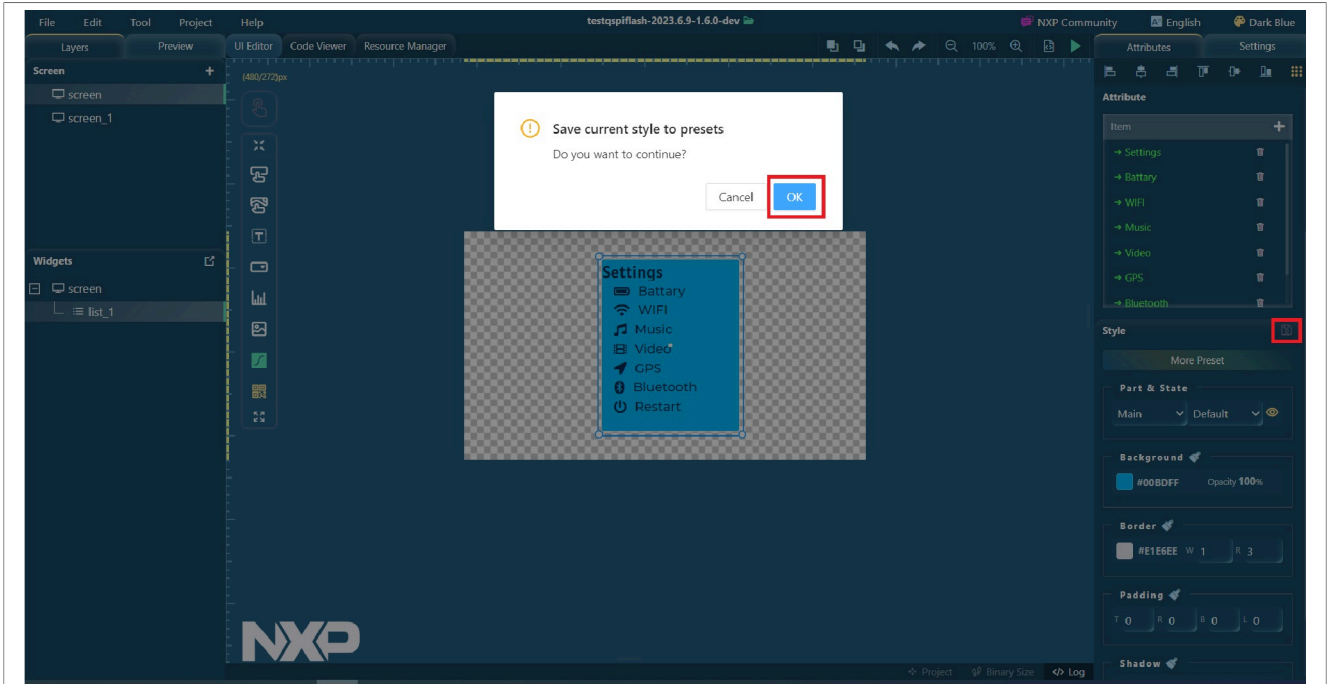 File Edit Tool Project Help testqspiflash-2023.6.9-1.6.0-dev NXP Community English Dark Blue
Layers Preview UI Editor Code Viewer Resource Manager 100% Attributes Settings
Screen +
(480/272)px
screen
screen_1
Attribute
Item +
Settings
Battary
WIFI
Music
Video
GPS
Bluetooth
Save current style to presets
Do you want to continue?
Cancel OK
Widgets
screen
list_1
Settings
Battary
WIFI
Music
Video
GPS
Bluetooth
Restart
Style
More Preset
Part & State
Main Default
Background
#00BDFF Opacity 100%
Border
#E1E6EE W 1 R 3
Padding
T 0 R 0 B 0 L 0
Shadow
NXP
Project Binary Size </> Log